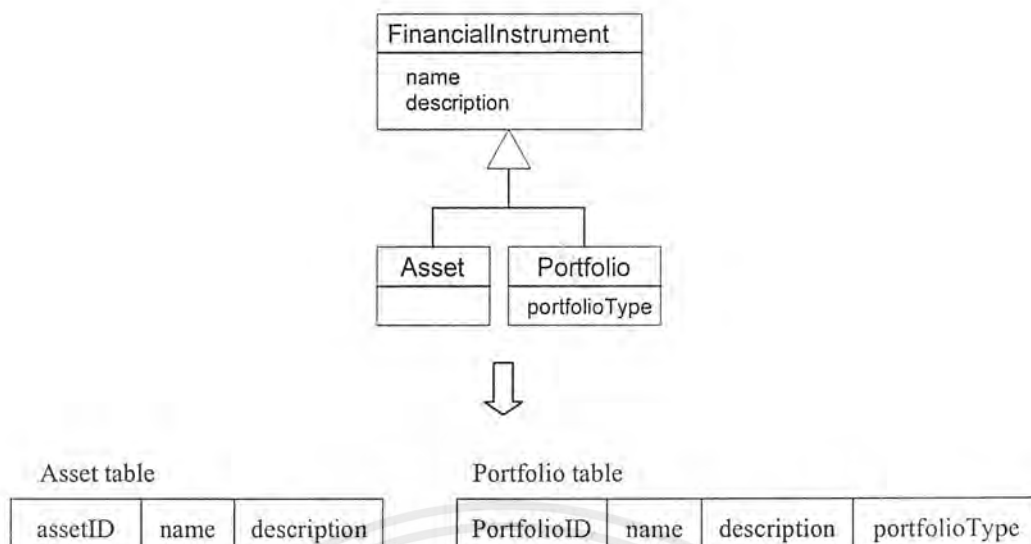 FinancialInstrument
name
description
Asset
Portfolio
portfolioType
Asset table
Portfolio table
assetID name description
PortfolioID name description portfolioType